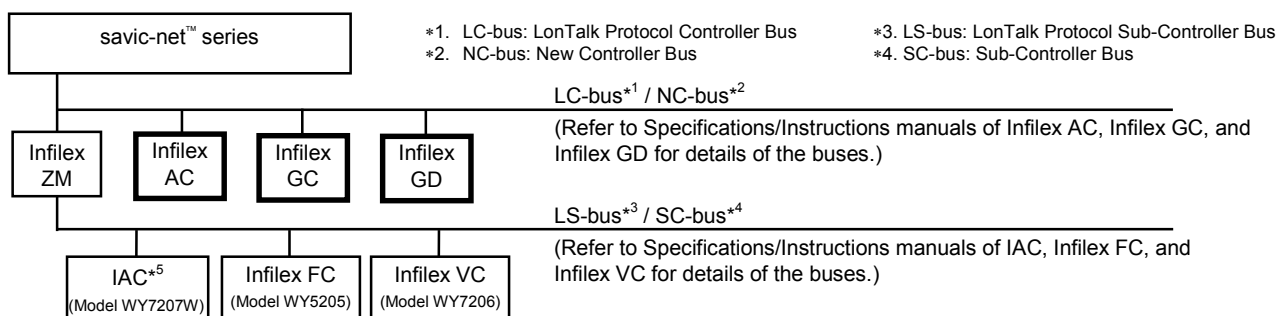 savic-net™ series
*1. LC-bus: LonTalk Protocol Controller Bus
*2. NC-bus: New Controller Bus
*3. LS-bus: LonTalk Protocol Sub-Controller Bus
*4. SC-bus: Sub-Controller Bus
LC-bus*1 / NC-bus*2
(Refer to Specifications/Instructions manuals of Infilex AC, Infilex GC, and
Infilex GD for details of the buses.)
Infilex
ZM
Infilex
AC
Infilex
GC
Infilex
GD
LS-bus*3 / SC-bus*4
(Refer to Specifications/Instructions manuals of IAC, Infilex FC, and
Infilex VC for details of the buses.)
IAC*5
(Model WY7207W)
Infilex FC
(Model WY5205)
Infilex VC
(Model WY7206)